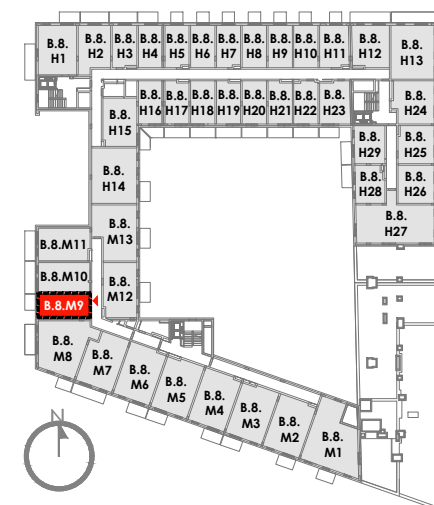 B.8.
H1
B.8.
H2
B.8.
H3
B.8.
H4
B.8.
H5
B.8.
H6
B.8.
H7
B.8.
H8
B.8.
H9
B.8.
H10
B.8.
H11
B.8.
H12
B.8.
H13
B.8.
H15
B.8.
H16
B.8.
H17
B.8.
H18
B.8.
H19
B.8.
H20
B.8.
H21
B.8.
H22
B.8.
H23
B.8.
H24
B.8.
H29
B.8.
H25
B.8.
H14
B.8.
H28
B.8.
H26
B.8.
H27
B.8.
M13
B.8.M11
B.8.M10
B.8.
M12
B.8.M9
B.8.
M8
B.8.
M7
B.8.
M6
B.8.
M5
B.8.
M4
B.8.
M3
B.8.
M2
B.8.
M1
N